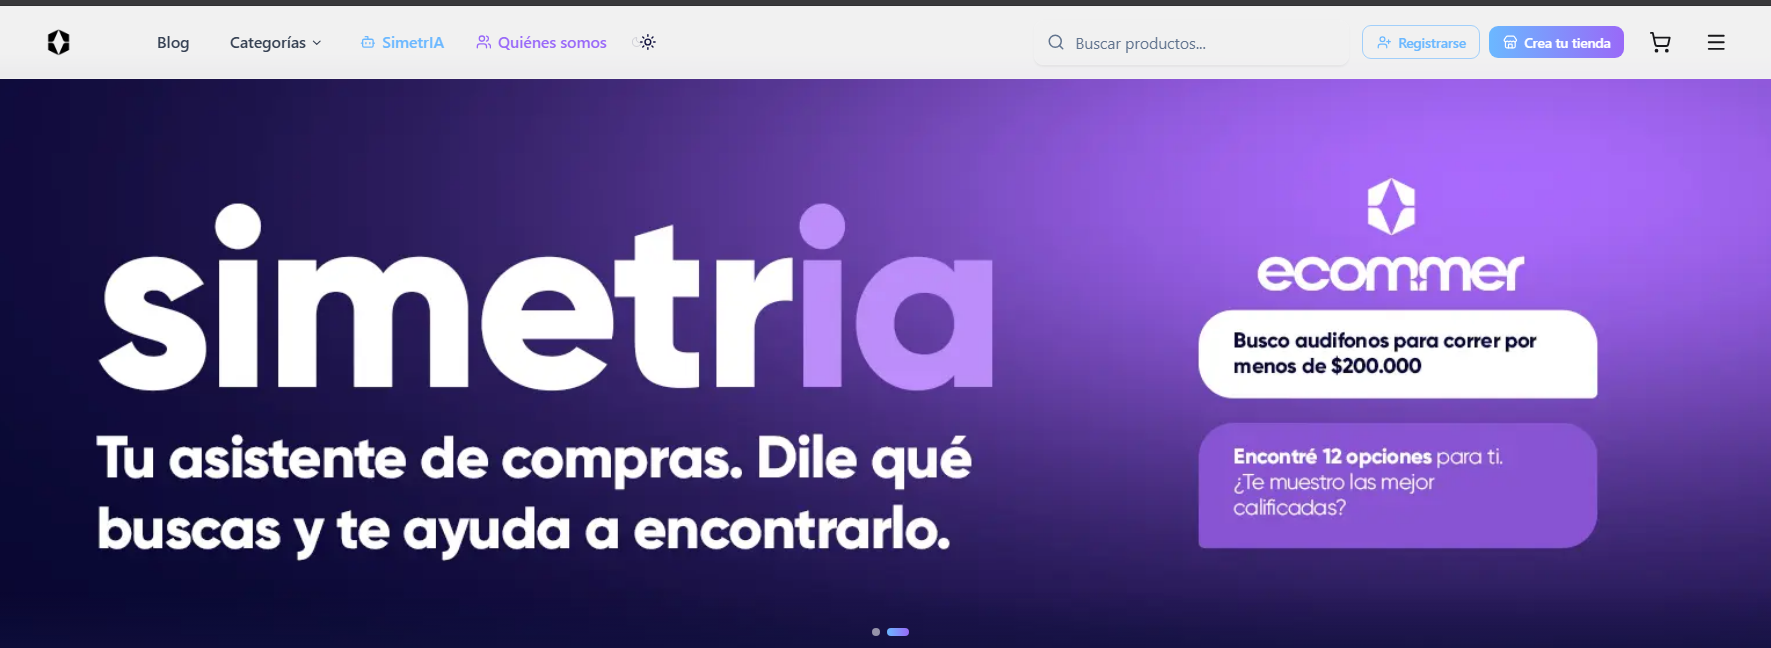 Blog
Categorías
SimetrIA
Quiénes somos
Buscar productos...
Registrarse
Crea tu tienda
simetria
Tu asistente de compras. Dile qué
buscas y te ayuda a encontrarlo.
ecommer
Busco audifonos para correr por
menos de $200.000
Encontré 12 opciones para ti.
¿Te muestro las mejor
calificadas?